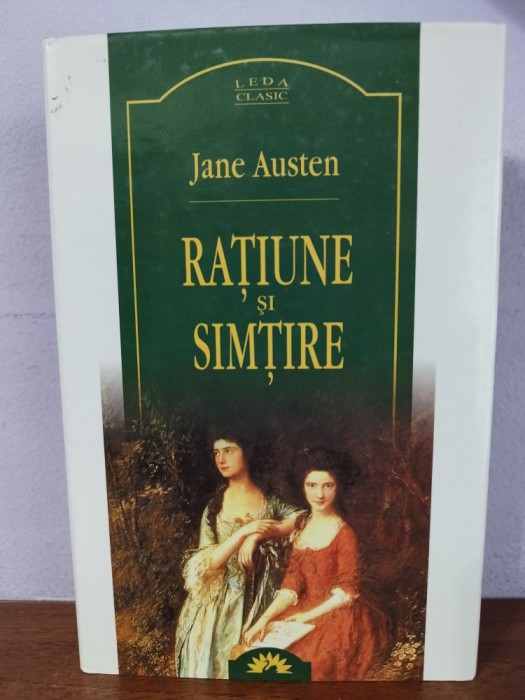 LEDA
CLASIC
Jane Austen
RAȚIUNE
ȘI
SIMȚIRE